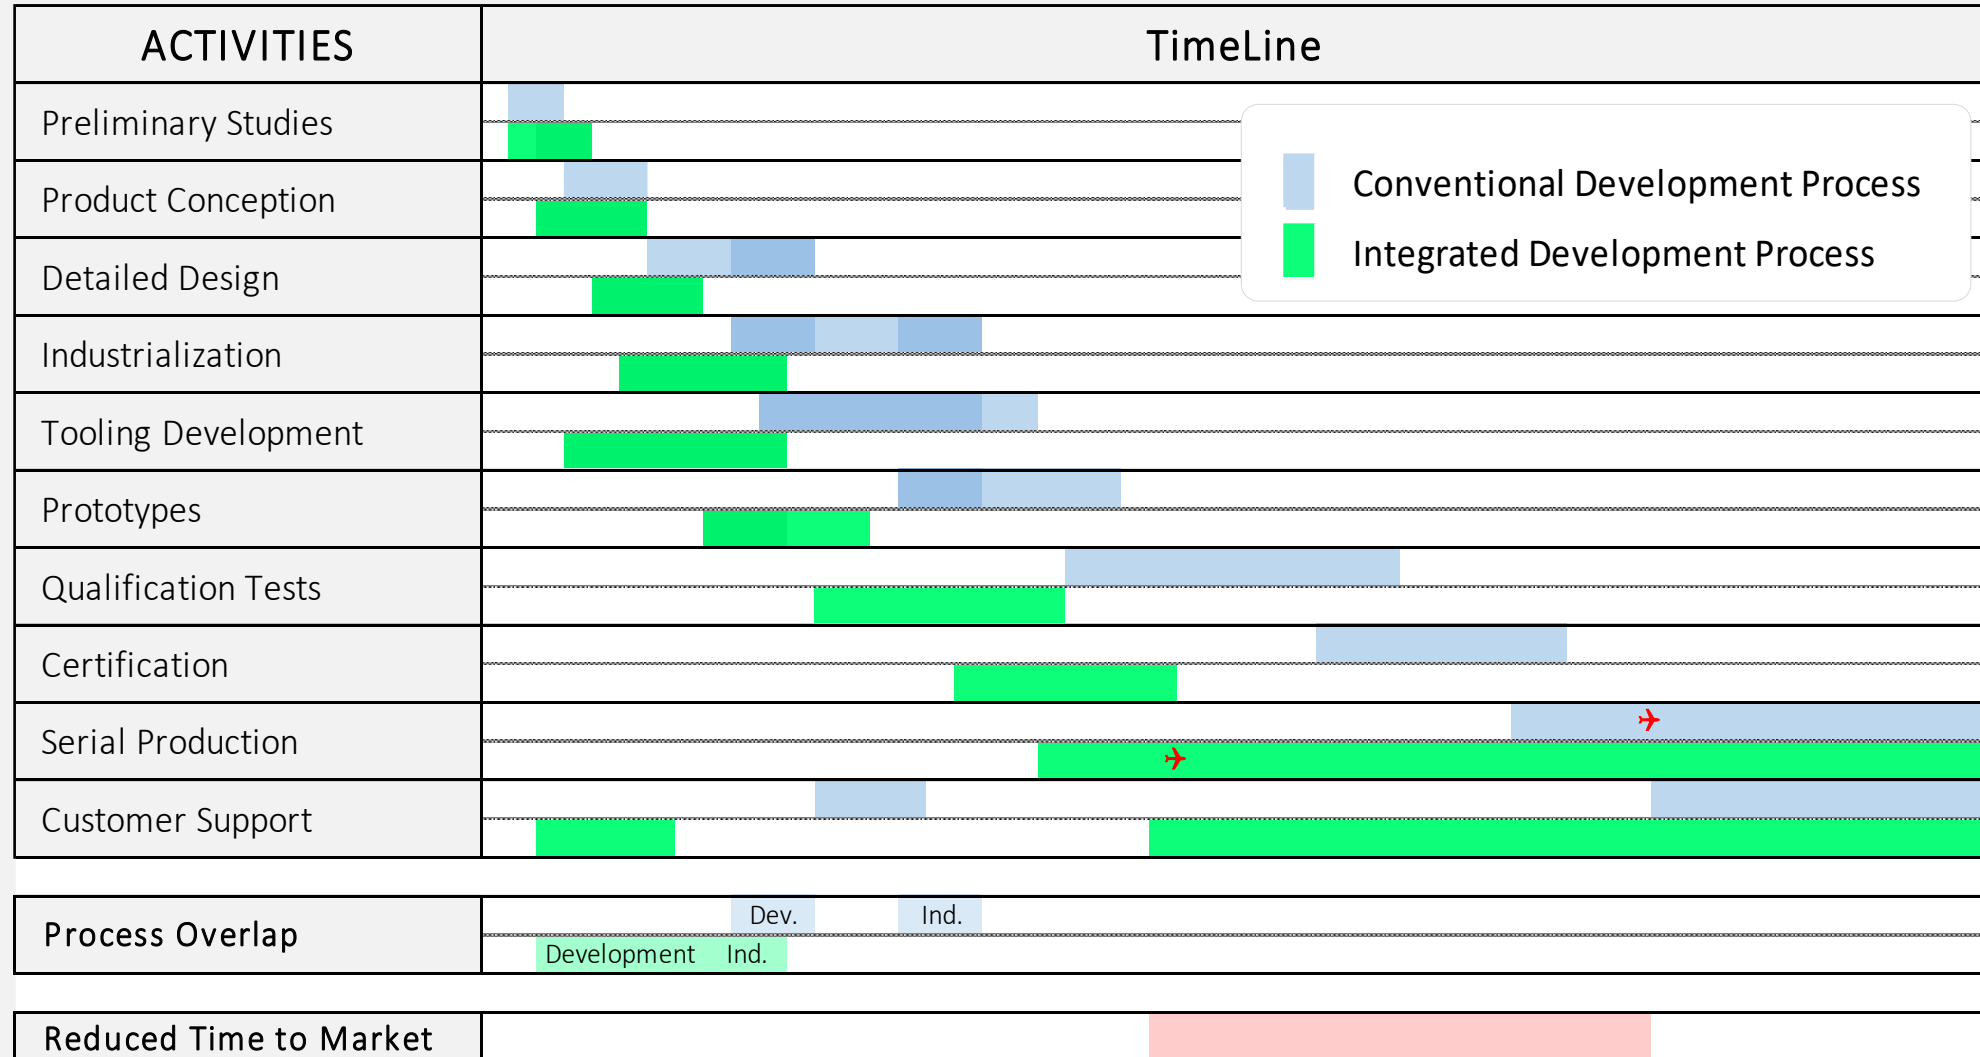 ACTIVITIES
TimeLine
Preliminary Studies
Conventional Development Process
Product Conception
Integrated Development Process
Detailed Design
Industrialization
Tooling Development
Prototypes
Qualification Tests
Certification
Serial Production
Customer Support
Process Overlap
Dev.
Ind.
Development
Ind.
Reduced Time to Market